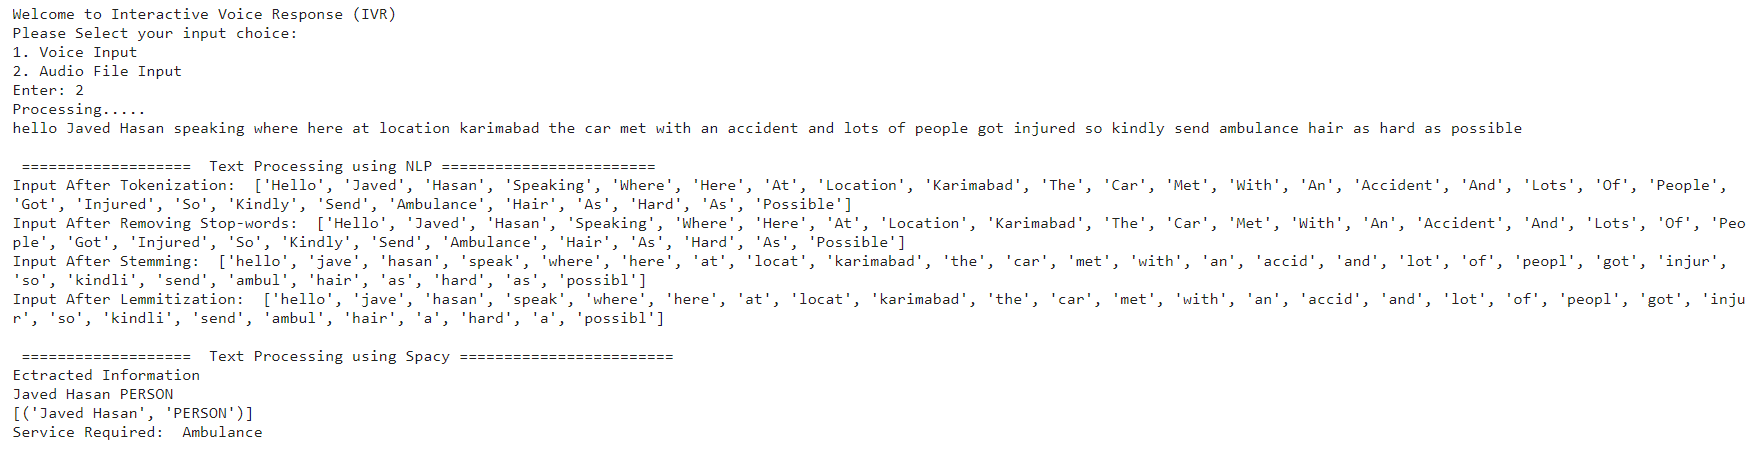 Welcome to Interactive Voice Response (IVR)
Please Select your input choice:
1. Voice Input
2. Audio File Input
Enter: 2
Processing.....
hello Javed Hasan speaking where here at location karimabad the car met with an accident and lots of people got injured so kindly send ambulance hair as hard as possible
===================  Text Processing using NLP ========================
Input After Tokenization:  ['Hello', 'Javed', 'Hasan', 'Speaking', 'Where', 'Here', 'At', 'Location', 'Karimabad', 'The', 'Car', 'Met', 'With', 'An', 'Accident', 'And', 'Lots', 'Of', 'People',
'Got', 'Injured', 'So', 'Kindly', 'Send', 'Ambulance', 'Hair', 'As', 'Hard', 'As', 'Possible']
Input After Removing Stop-words:  ['Hello', 'Javed', 'Hasan', 'Speaking', 'Where', 'Here', 'At', 'Location', 'Karimabad', 'The', 'Car', 'Met', 'With', 'An', 'Accident', 'And', 'Lots', 'Of', 'Peo
ple', 'Got', 'Injured', 'So', 'Kindly', 'Send', 'Ambulance', 'Hair', 'As', 'Hard', 'As', 'Possible']
Input After Stemming:  ['hello', 'jave', 'hasan', 'speak', 'where', 'here', 'at', 'locat', 'karimabad', 'the', 'car', 'met', 'with', 'an', 'accid', 'and', 'lot', 'of', 'peopl', 'got', 'injur',
'so', 'kindli', 'send', 'ambul', 'hair', 'as', 'hard', 'as', 'possibl']
Input After Lemmitization:  ['hello', 'jave', 'hasan', 'speak', 'where', 'here', 'at', 'locat', 'karimabad', 'the', 'car', 'met', 'with', 'an', 'accid', 'and', 'lot', 'of', 'peopl', 'got', 'inju
r', 'so', 'kindli', 'send', 'ambul', 'hair', 'a', 'hard', 'a', 'possibl']
===================  Text Processing using Spacy ========================
Ectracted Information
Javed Hasan PERSON
[('Javed Hasan', 'PERSON')]
Service Required:  Ambulance